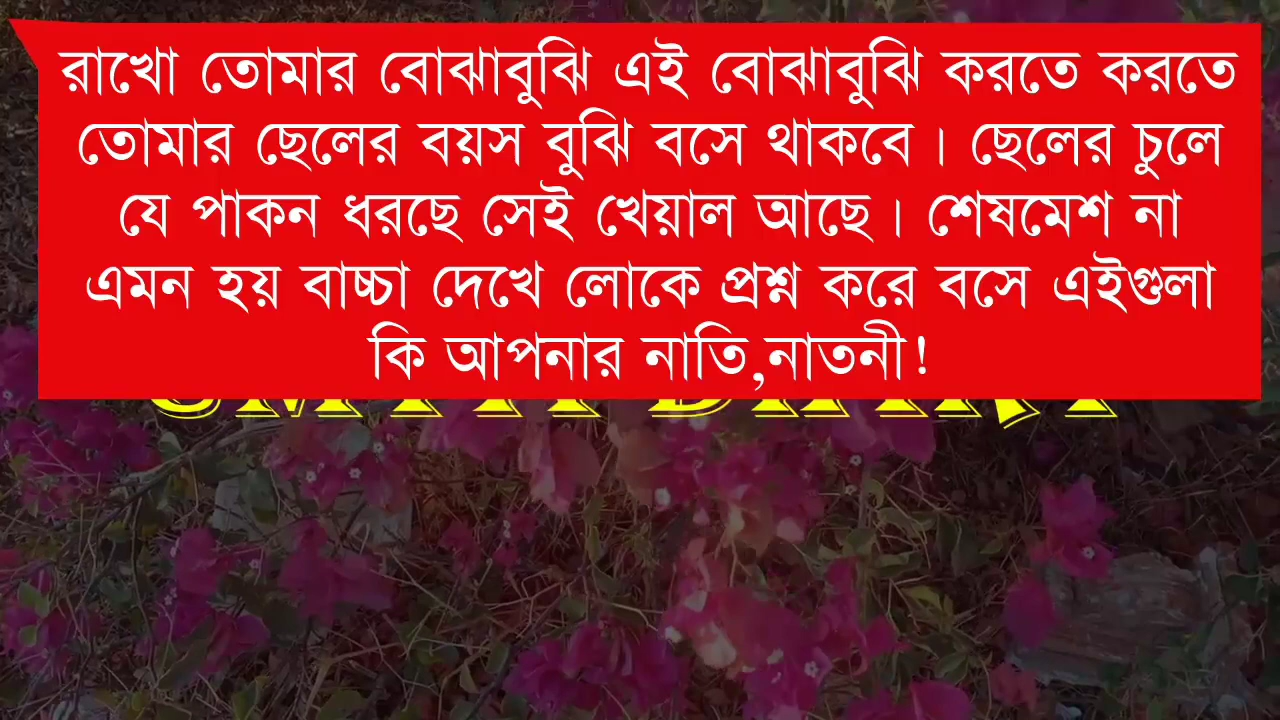 রাখো তোমার বোঝাবুঝি এই বোঝাবুঝি করতে করতে
তোমার ছেলের বয়স বুঝি বসে থাকবে। ছেলের চুলে
যে পাকন ধরছে সেই খেয়াল আছে। শেষমেশ না
এমন হয় বাচ্চা দেখে লোকে প্রশ্ন করে বসে এইগুলা
কি আপনার নাতি,নাতনী!